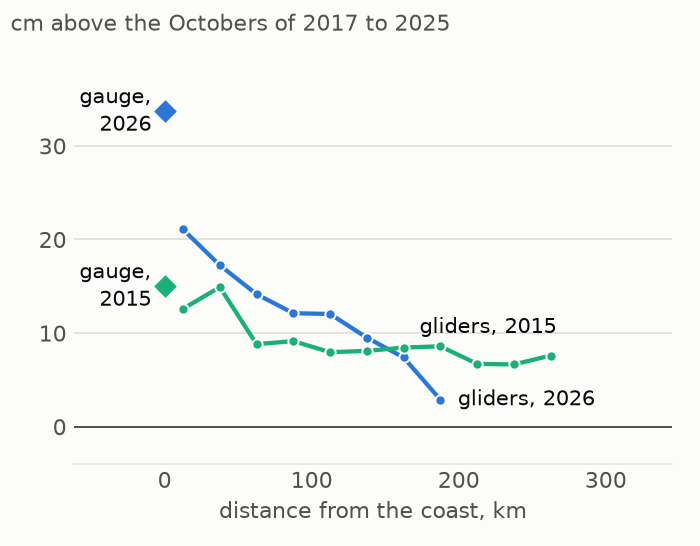 cm above the Octobers of 2017 to 2025
gauge,
2026
30
20
gauge,
2015
gliders, 2015
10
gliders, 2026
0
0 100 200 300
distance from the coast, km